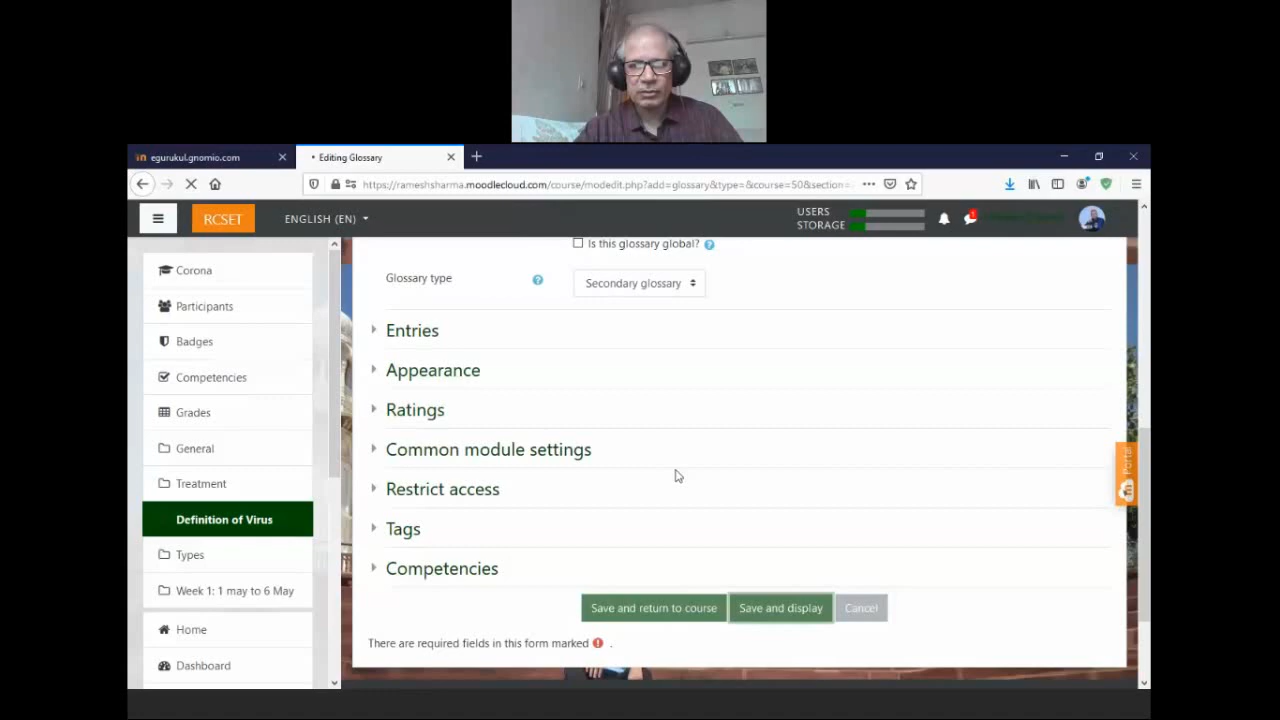 egurukul.gnomio.com
Editing Glossary
https://rameshsharma.moodlecloud.com/course/modedit.php?add=glossary&type=&course=50&section=
RCSET
ENGLISH (EN)
USERS
STORAGE
Corona
Participants
Badges
Competencies
Grades
General
Treatment
Definition of Virus
Types
Week 1: 1 may to 6 May
Home
Dashboard
Is this glossary global?
Glossary type
Secondary glossary
Entries
Appearance
Ratings
Common module settings
Restrict access
Tags
Competencies
Save and return to course
Save and display
Cancel
There are required fields in this form marked .
Portal